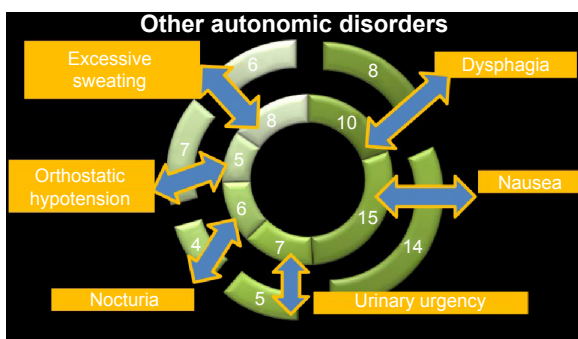 Other autonomic disorders
Excessive
sweating
6
8
Dysphagia
8
10
7
5
Orthostatic
hypotension
Nausea
6
15
4
7
14
Nocturia
5
Urinary urgency